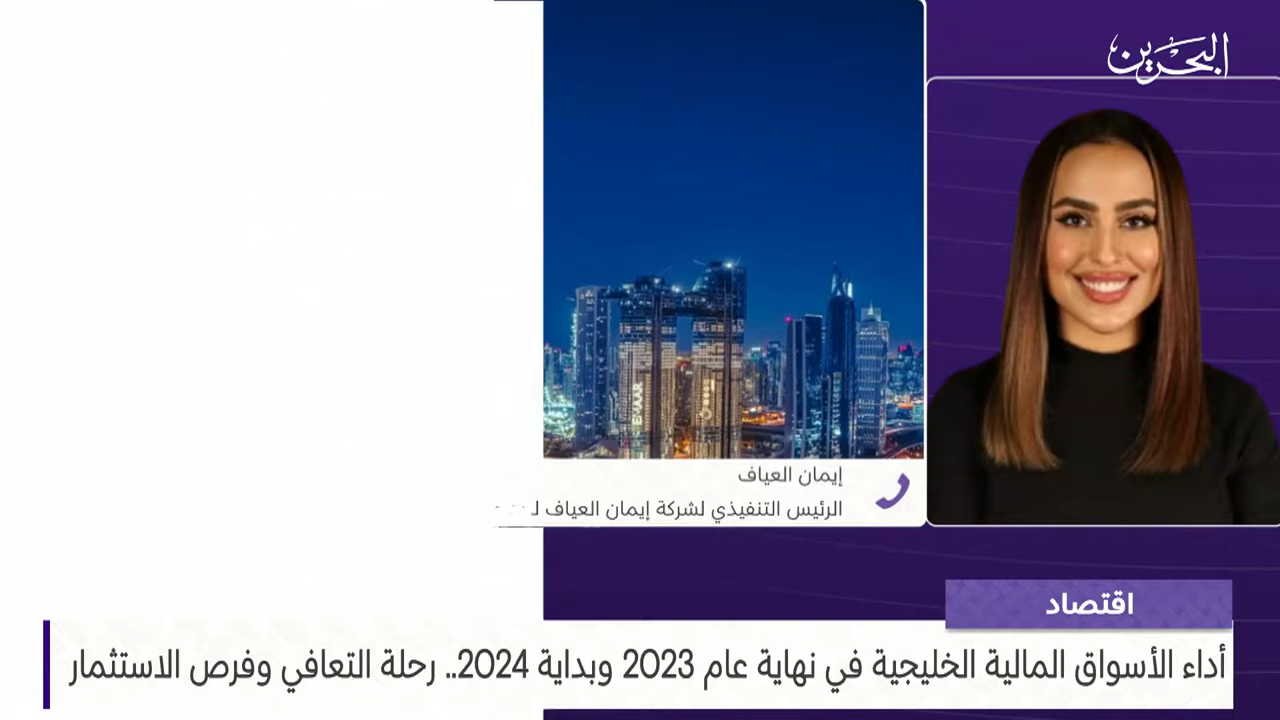 البحرين
EMAAR
إيمان العياف
الرئيس التنفيذي لشركة إيمان العياف
اقتصاد
أداء الأسواق المالية الخليجية في نهاية عام 2023 وبداية 2024.. رحلة التعافي وفرص الاستثمار